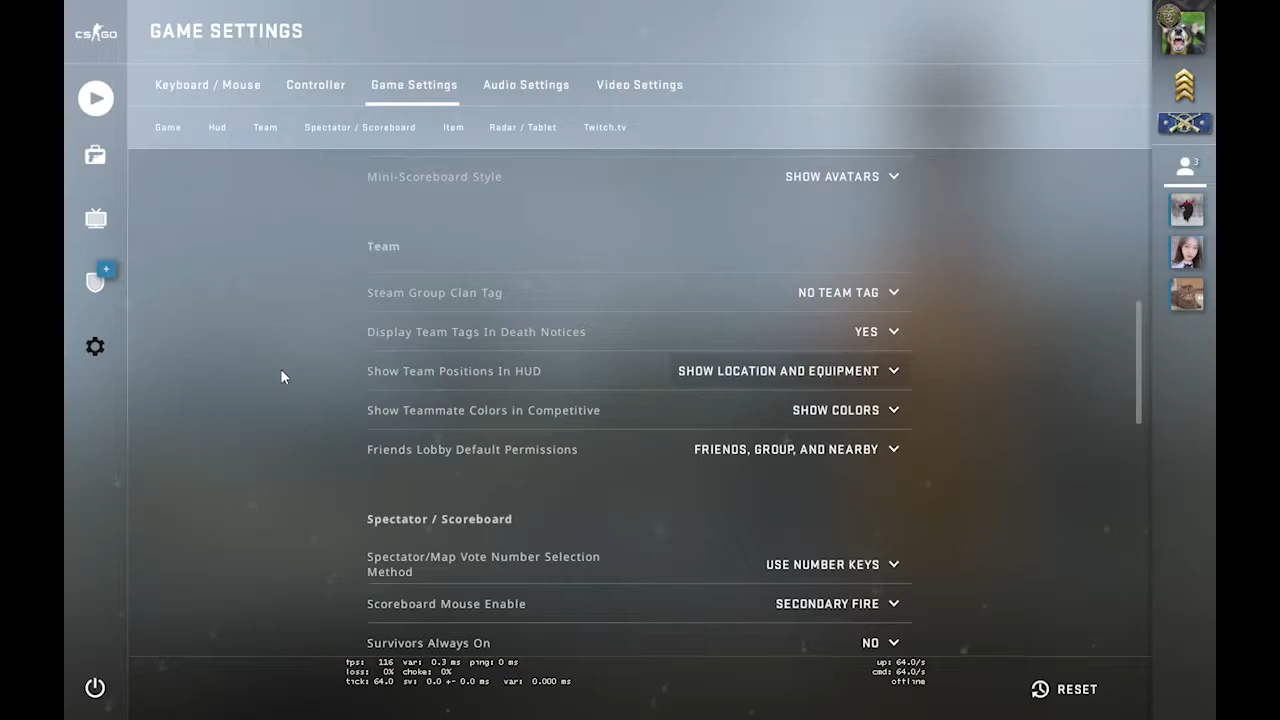 CS GO
GAME SETTINGS
Keyboard / Mouse Controller Game Settings Audio Settings Video Settings
Game Hud Team Spectator / Scoreboard Item Radar / Tablet Twitch.tv
Mini-Scoreboard Style SHOW AVATARS
3
Team
+
Steam Group Clan Tag NO TEAM TAG
Display Team Tags In Death Notices YES
Show Team Positions In HUD SHOW LOCATION AND EQUIPMENT
Show Teammate Colors in Competitive SHOW COLORS
Friends Lobby Default Permissions FRIENDS, GROUP, AND NEARBY
Spectator / Scoreboard
Spectator/Map Vote Number Selection
Method USE NUMBER KEYS
Scoreboard Mouse Enable SECONDARY FIRE
Survivors Always On NO
fps: 116 var: 0.3 ms ping: 0 ms up: 64.0/s
loss: 0% choke: 0% cmd: 64.0/s
tick: 64.0 sv: 0.0 +- 0.0 ms var: 0.000 ms offline
RESET